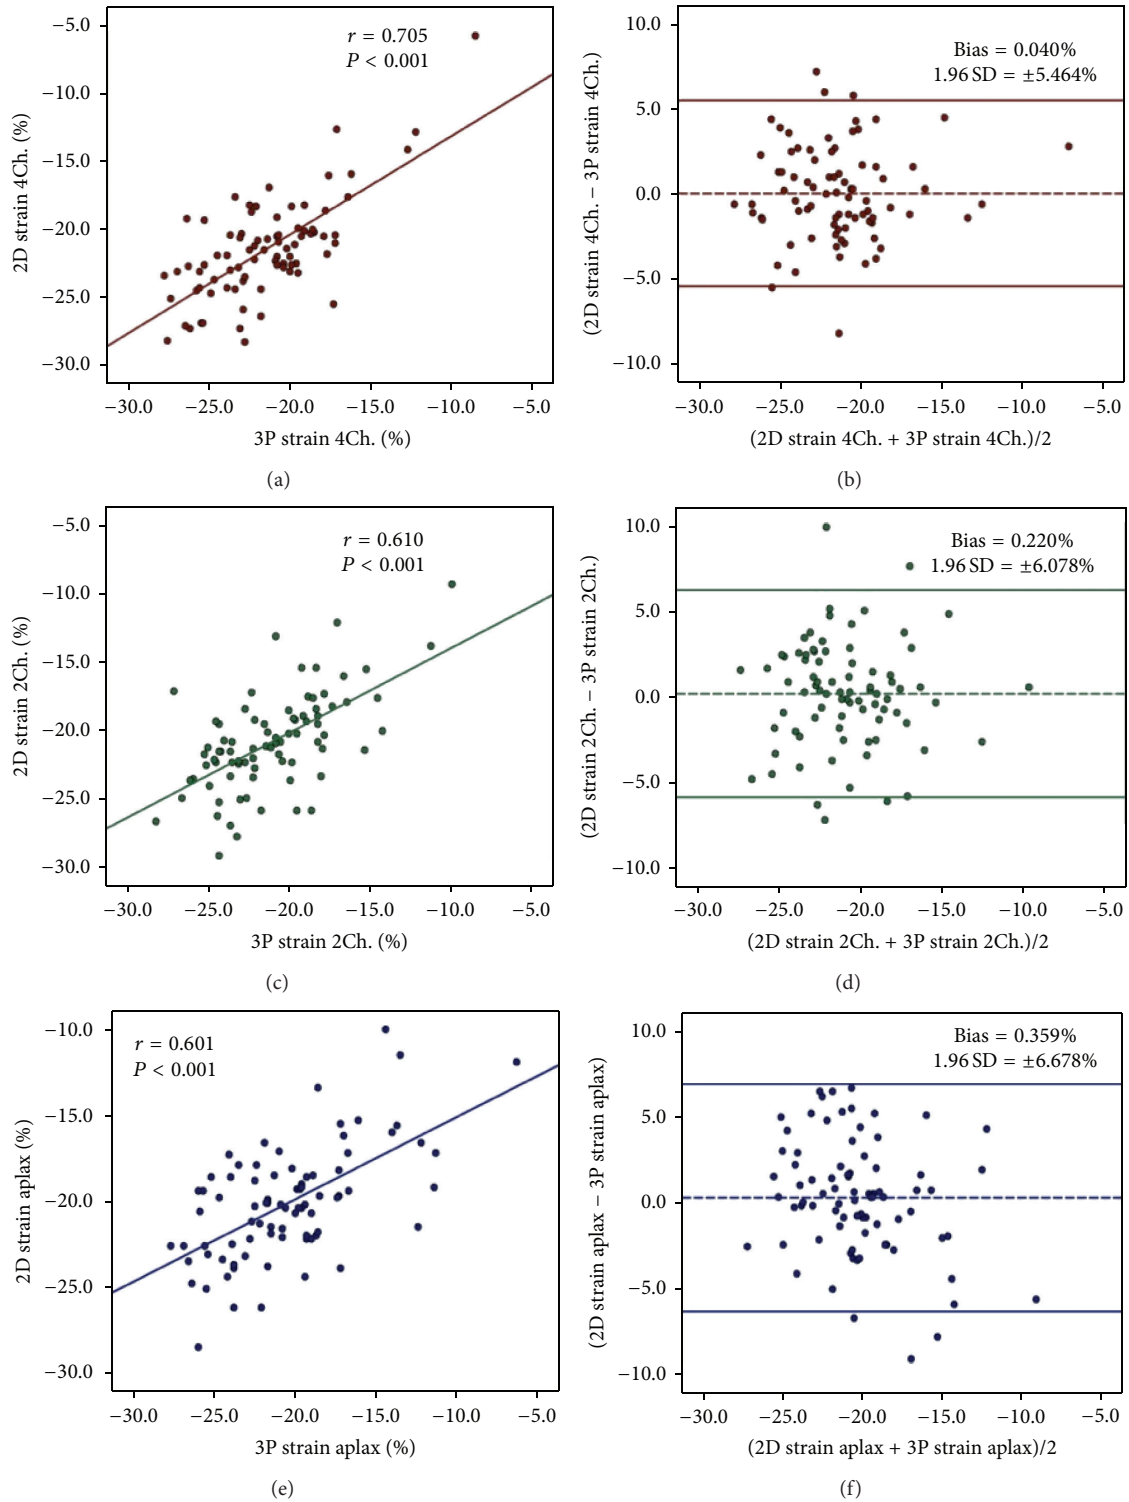 −5.0
−10.0
−15.0
−20.0
−25.0
−30.0
2D strain 4Ch. (%)
r = 0.705
P < 0.001
−30.0 −25.0 −20.0 −15.0 −10.0 −5.0
3P strain 4Ch. (%)
(a)
10.0
5.0
0.0
−5.0
−10.0
(2D strain 4Ch. − 3P strain 4Ch.)
Bias = 0.040%
1.96 SD = ±5.464%
−30.0 −25.0 −20.0 −15.0 −10.0 −5.0
(2D strain 4Ch. + 3P strain 4Ch.)/2
(b)
−5.0
−10.0
−15.0
−20.0
−25.0
−30.0
2D strain 2Ch. (%)
r = 0.610
P < 0.001
−30.0 −25.0 −20.0 −15.0 −10.0 −5.0
3P strain 2Ch. (%)
(c)
10.0
5.0
0.0
−5.0
−10.0
(2D strain 2Ch. − 3P strain 2Ch.)
Bias = 0.220%
1.96 SD = ±6.078%
−30.0 −25.0 −20.0 −15.0 −10.0 −5.0
(2D strain 2Ch. + 3P strain 2Ch.)/2
(d)
−10.0
−15.0
−20.0
−25.0
−30.0
2D strain aplax (%)
r = 0.601
P < 0.001
−30.0 −25.0 −20.0 −15.0 −10.0 −5.0
3P strain aplax (%)
(e)
10.0
5.0
0.0
−5.0
−10.0
(2D strain aplax − 3P strain aplax)
Bias = 0.359%
1.96 SD = ±6.678%
−30.0 −25.0 −20.0 −15.0 −10.0 −5.0
(2D strain aplax + 3P strain aplax)/2
(f)